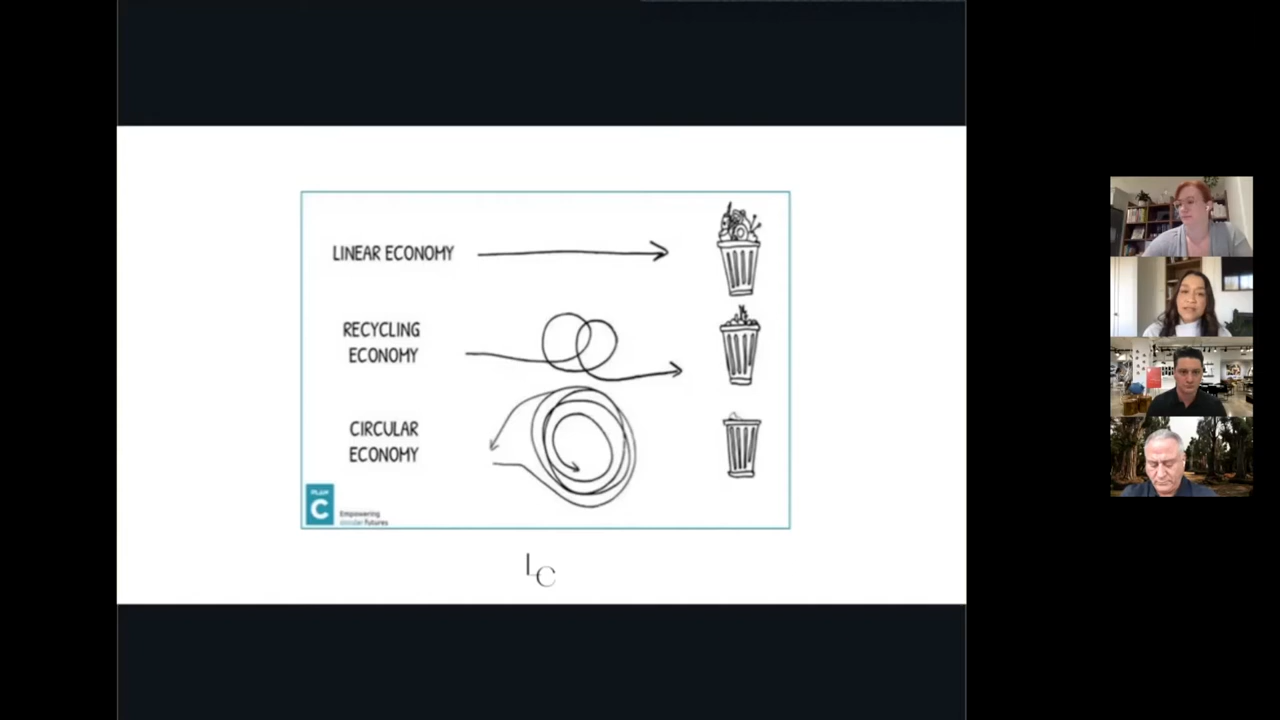 LINEAR ECONOMY
RECYCLING
ECONOMY
CIRCULAR
ECONOMY
PLAN
C
Empowering
circular futures
LC